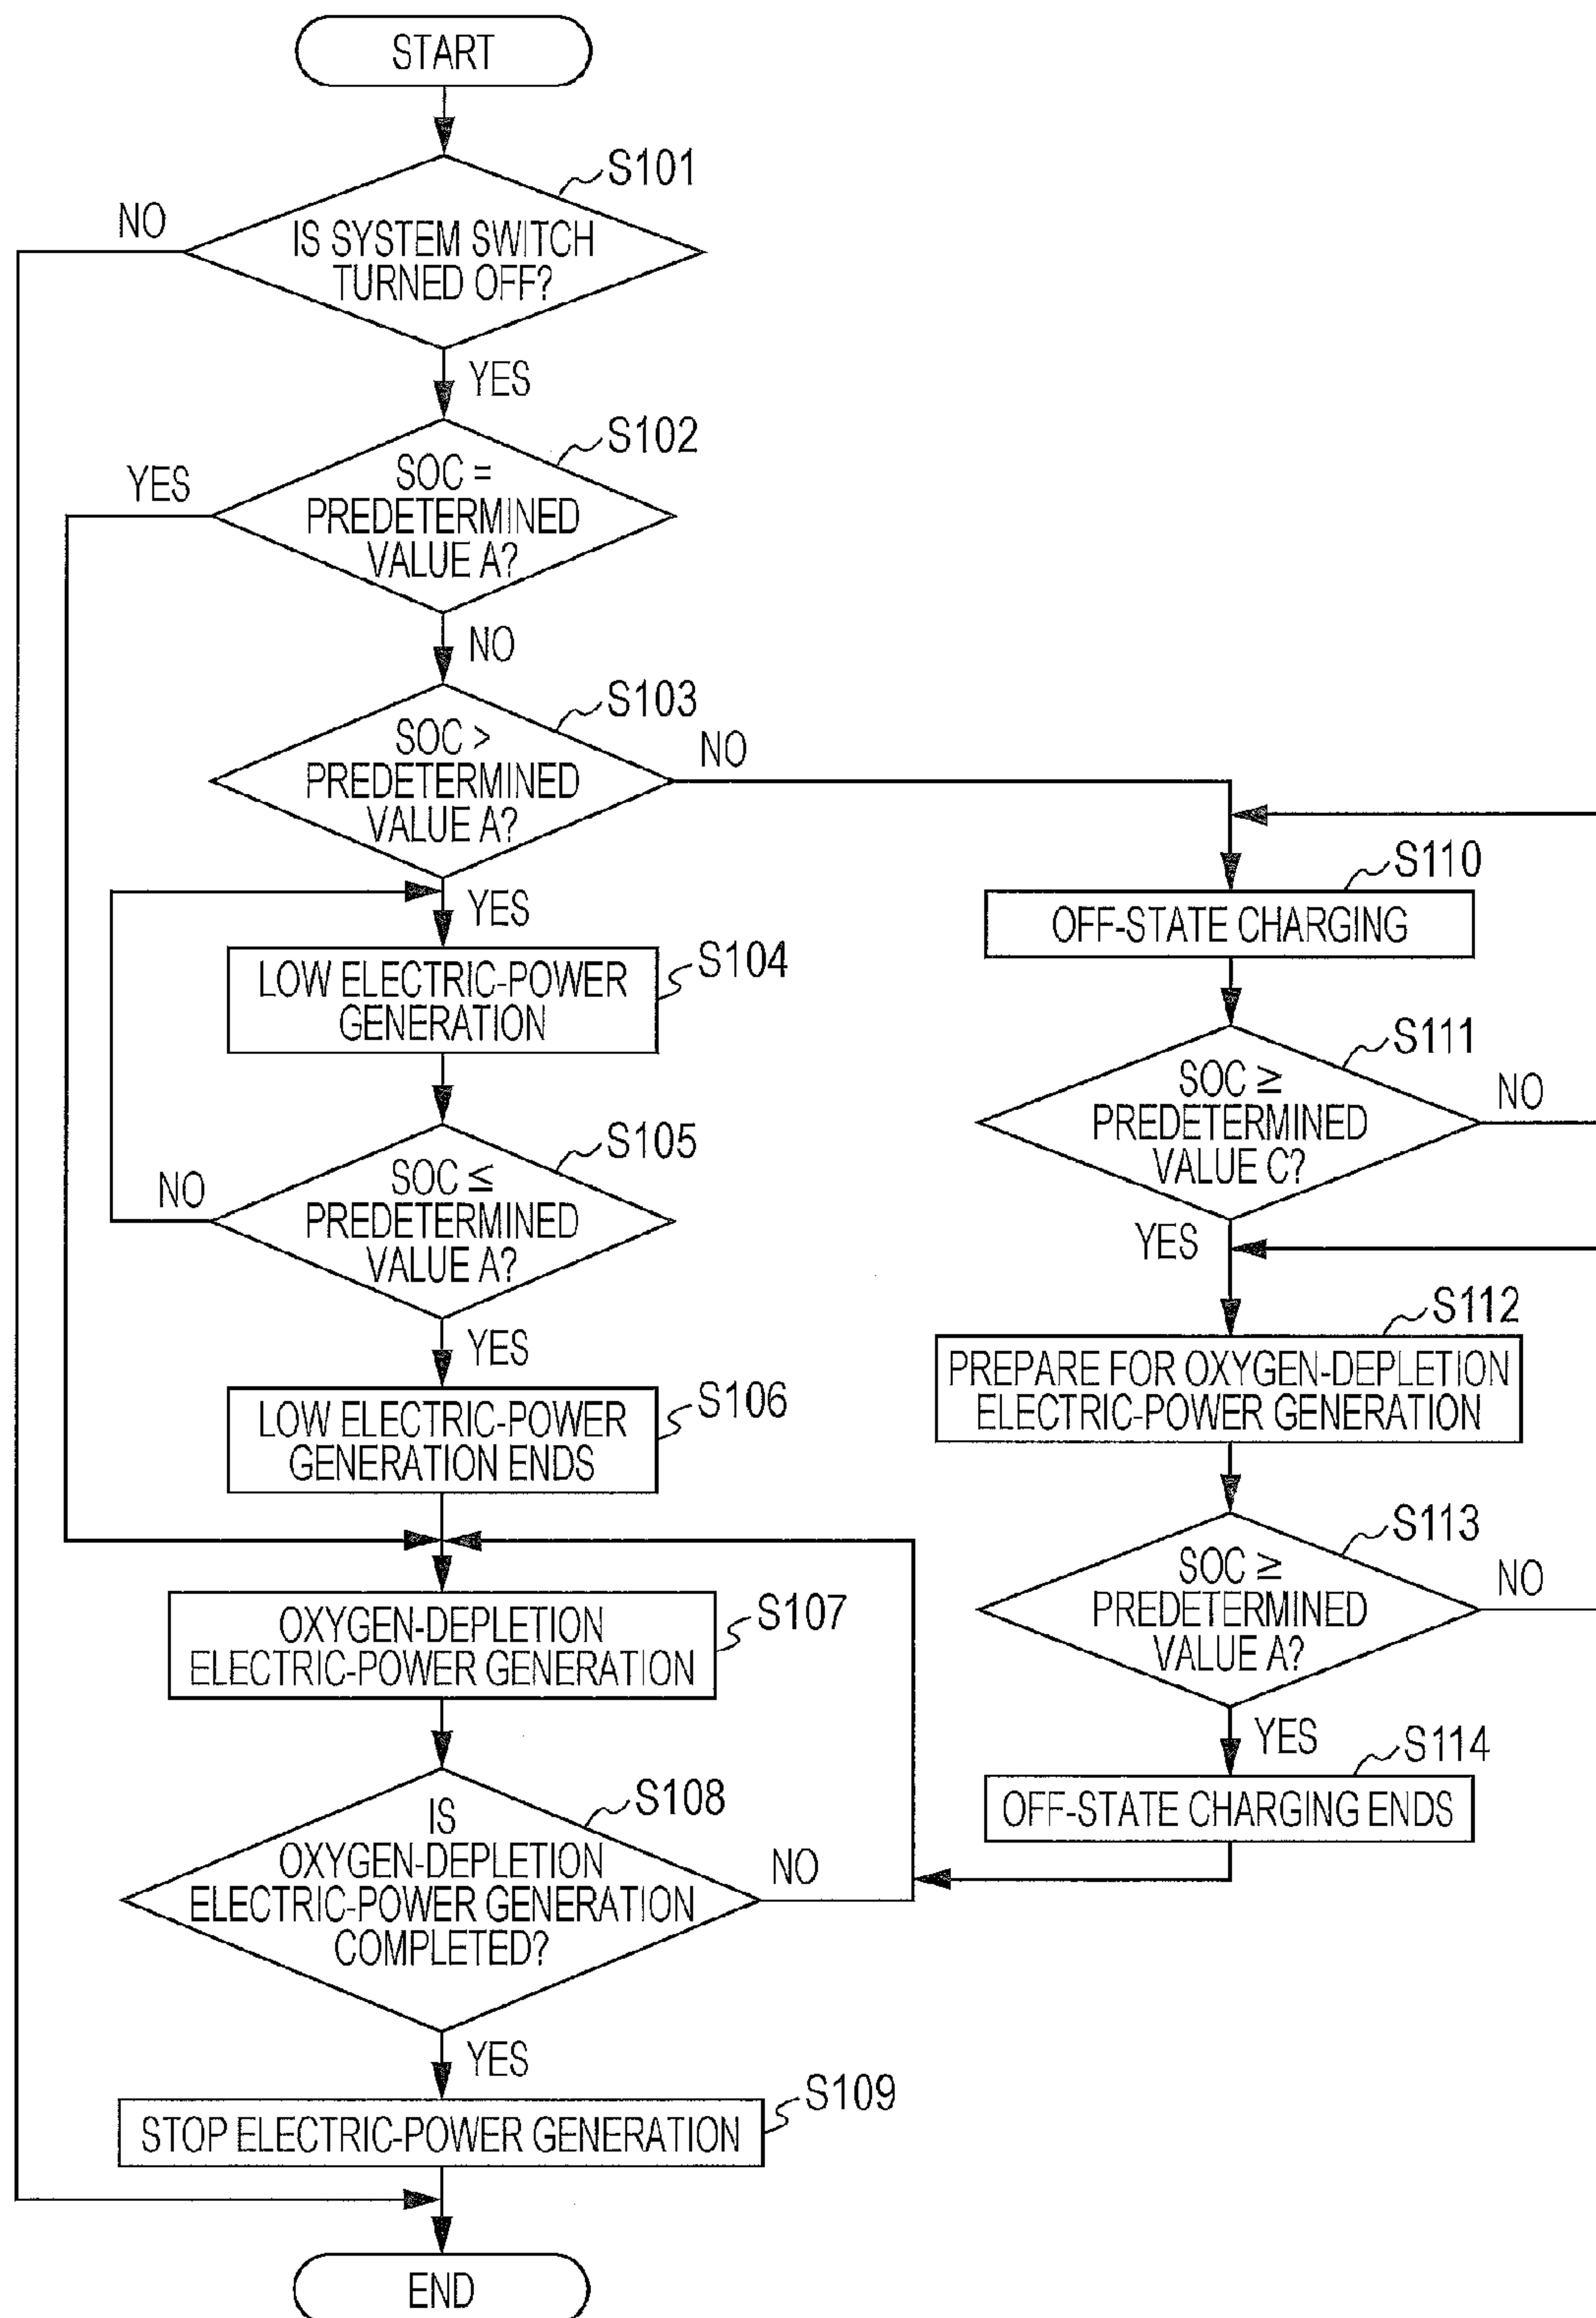 START
S101
NO
IS SYSTEM SWITCH
TURNED OFF?
YES
S102
YES
SOC =
PREDETERMINED
VALUE A?
NO
S103
SOC >
PREDETERMINED
VALUE A?
NO
YES
S104
LOW ELECTRIC-POWER
GENERATION
S105
NO
SOC ≤
PREDETERMINED
VALUE A?
YES
S106
LOW ELECTRIC-POWER
GENERATION ENDS
S107
OXYGEN-DEPLETION
ELECTRIC-POWER GENERATION
S108
IS
OXYGEN-DEPLETION
ELECTRIC-POWER GENERATION
COMPLETED?
NO
YES
S109
STOP ELECTRIC-POWER GENERATION
END
S110
OFF-STATE CHARGING
S111
SOC ≥
PREDETERMINED
VALUE C?
NO
YES
S112
PREPARE FOR OXYGEN-DEPLETION
ELECTRIC-POWER GENERATION
S113
SOC ≥
PREDETERMINED
VALUE A?
NO
YES
S114
OFF-STATE CHARGING ENDS